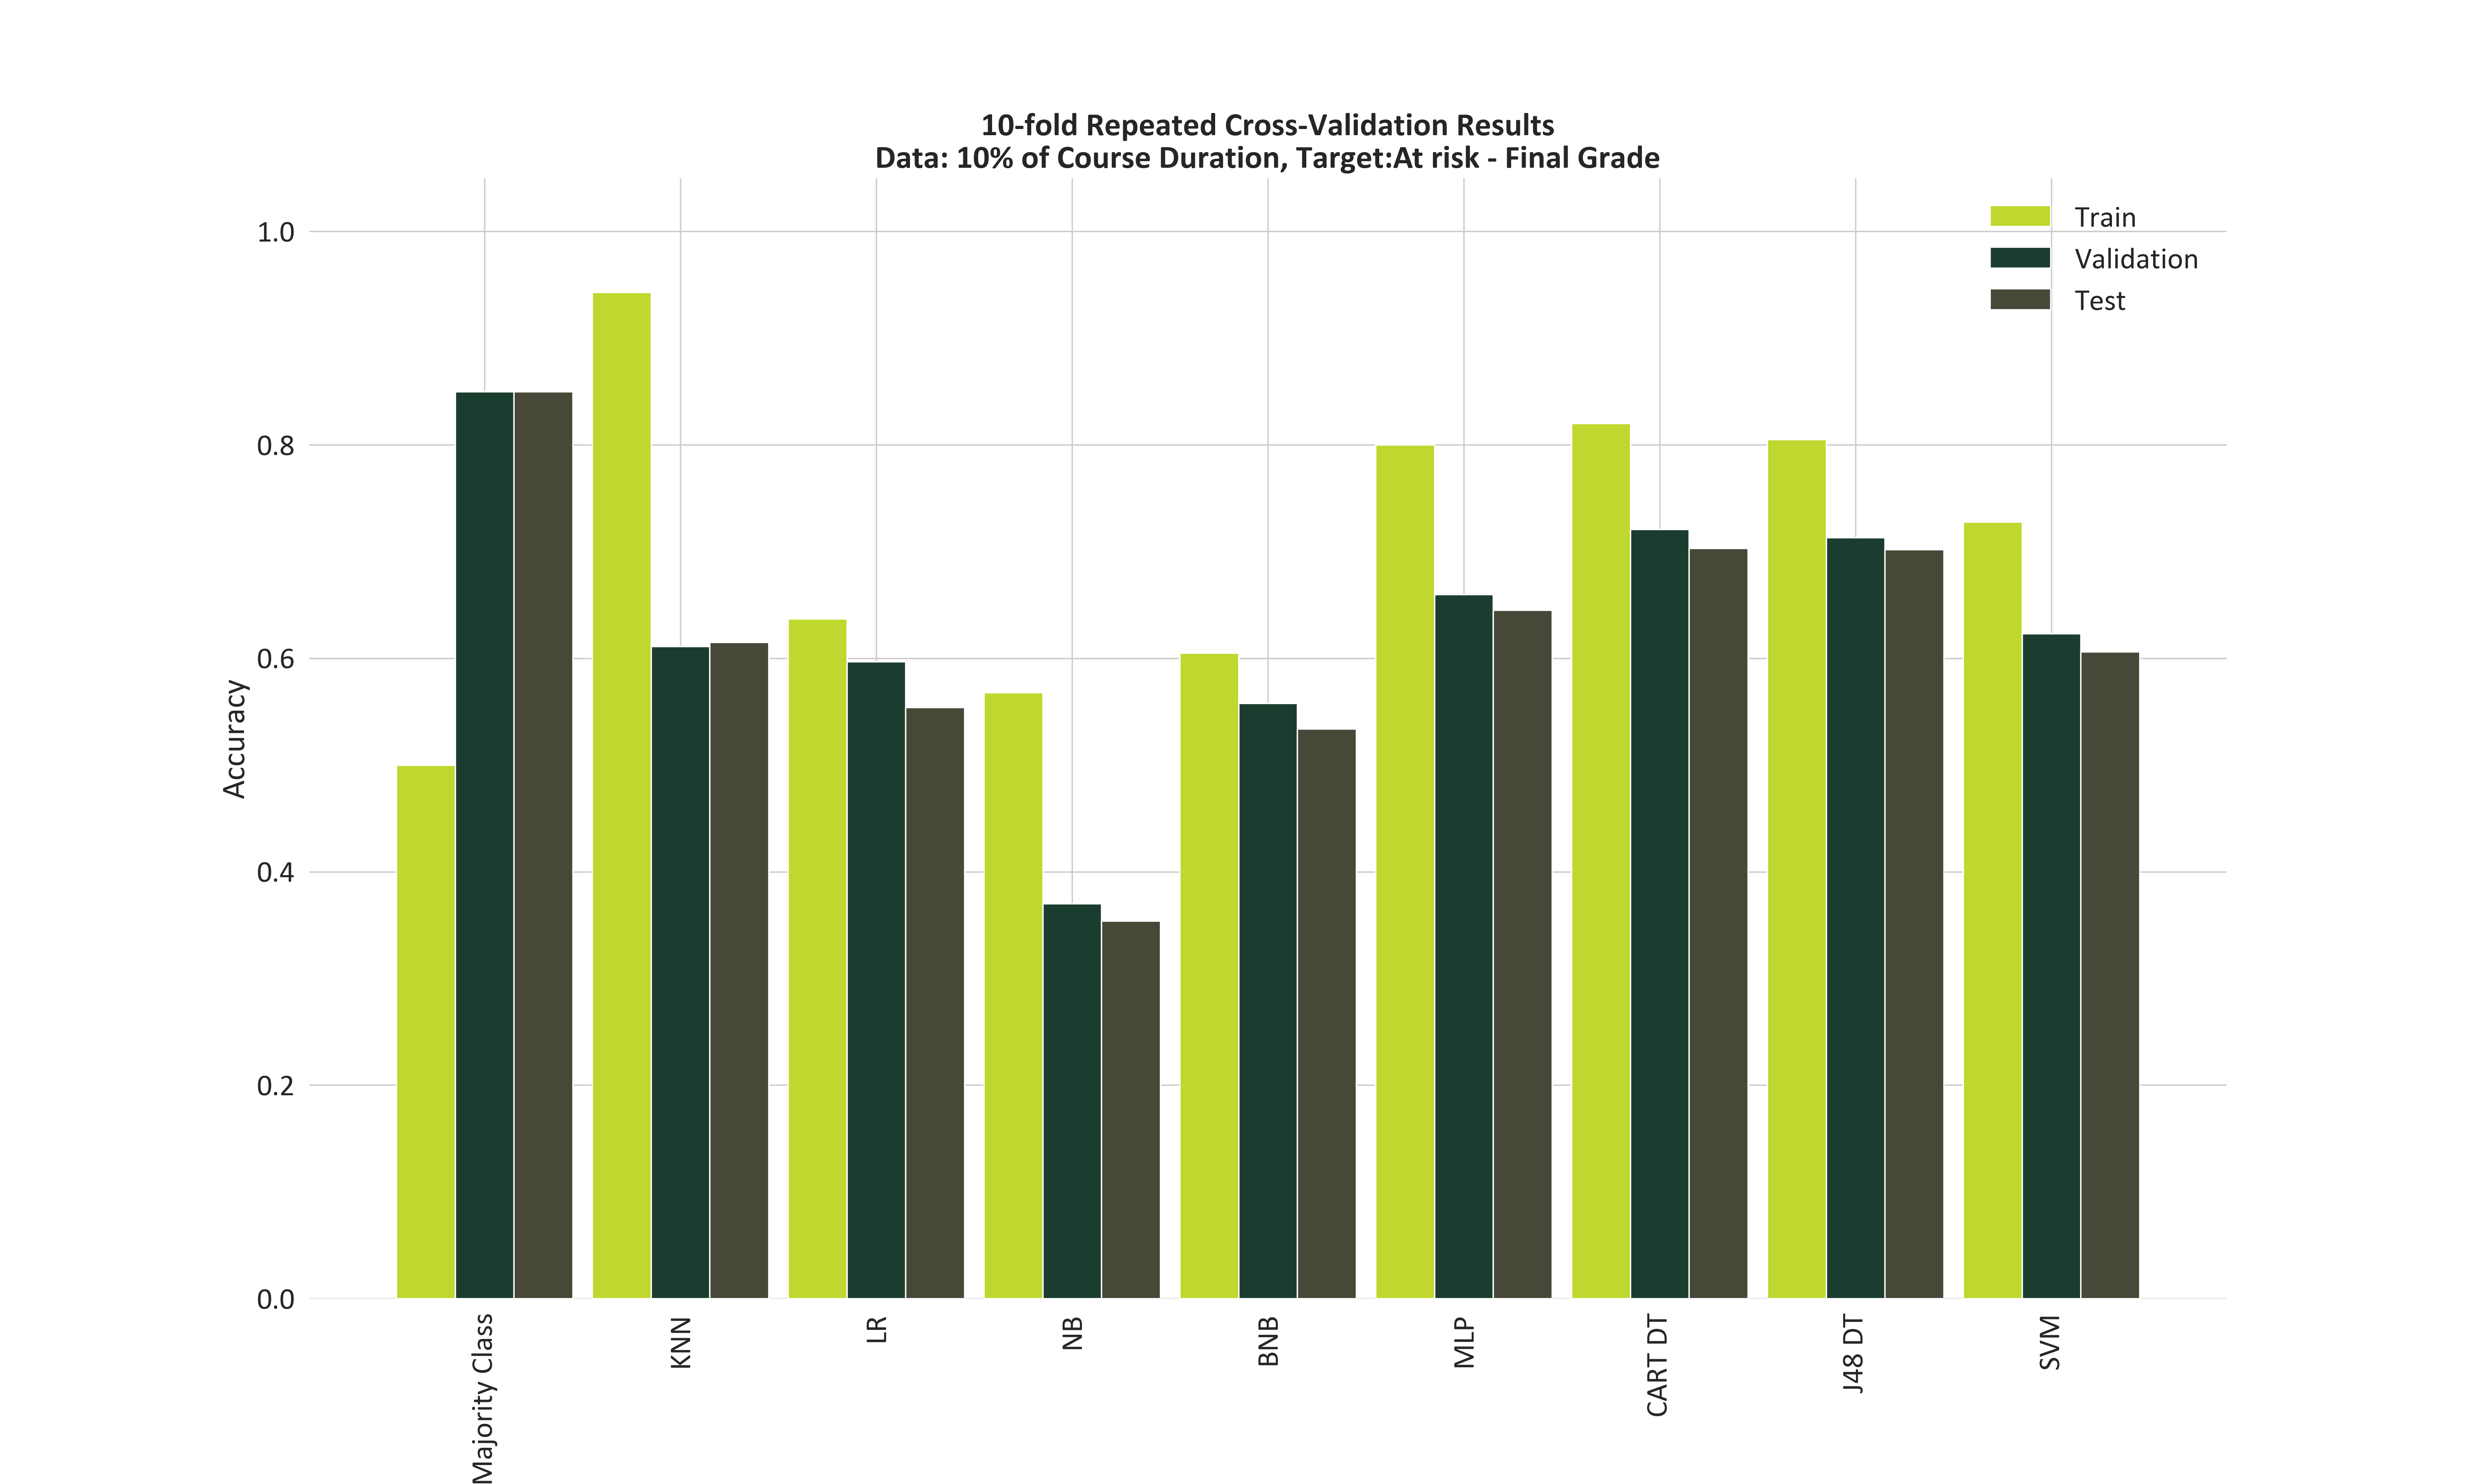 10-fold Repeated Cross-Validation Results
Data: 10% of Course Duration, Target:At risk - Final Grade
Train
Validation
Test
1.0
0.8
0.6
0.4
0.2
0.0
Accuracy
Majority Class
KNN
LR
NB
BNB
MLP
CART DT
J48 DT
SVM